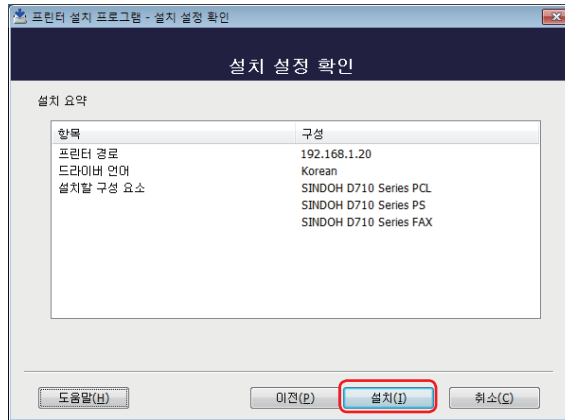 프린터 설치 프로그램 - 설치 설정 확인
설치 설정 확인
설치 요약
항목 구성
프린터 경로 192.168.1.20
드라이버 언어 Korean
설치할 구성 요소 SINDOH D710 Series PCL
SINDOH D710 Series PS
SINDOH D710 Series FAX
도움말(H) 이전(P) 설치(I) 취소(C)